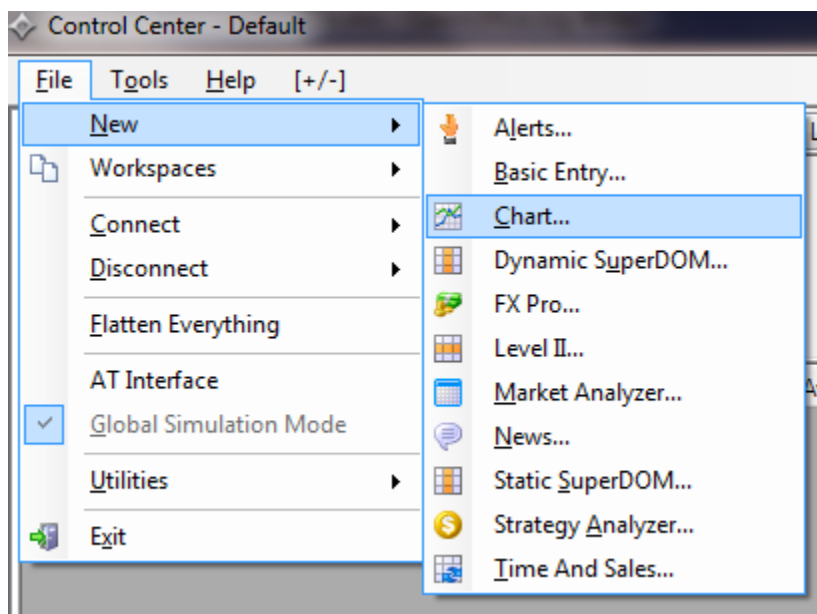 Control Center - Default
File Tools Help [+/-]
New
Workspaces
Connect
Disconnect
Flatten Everything
AT Interface
Global Simulation Mode
Utilities
Exit
Alerts...
Basic Entry...
Chart...
Dynamic SuperDOM...
FX Pro...
Level II...
Market Analyzer...
News...
Static SuperDOM...
Strategy Analyzer...
Time And Sales...